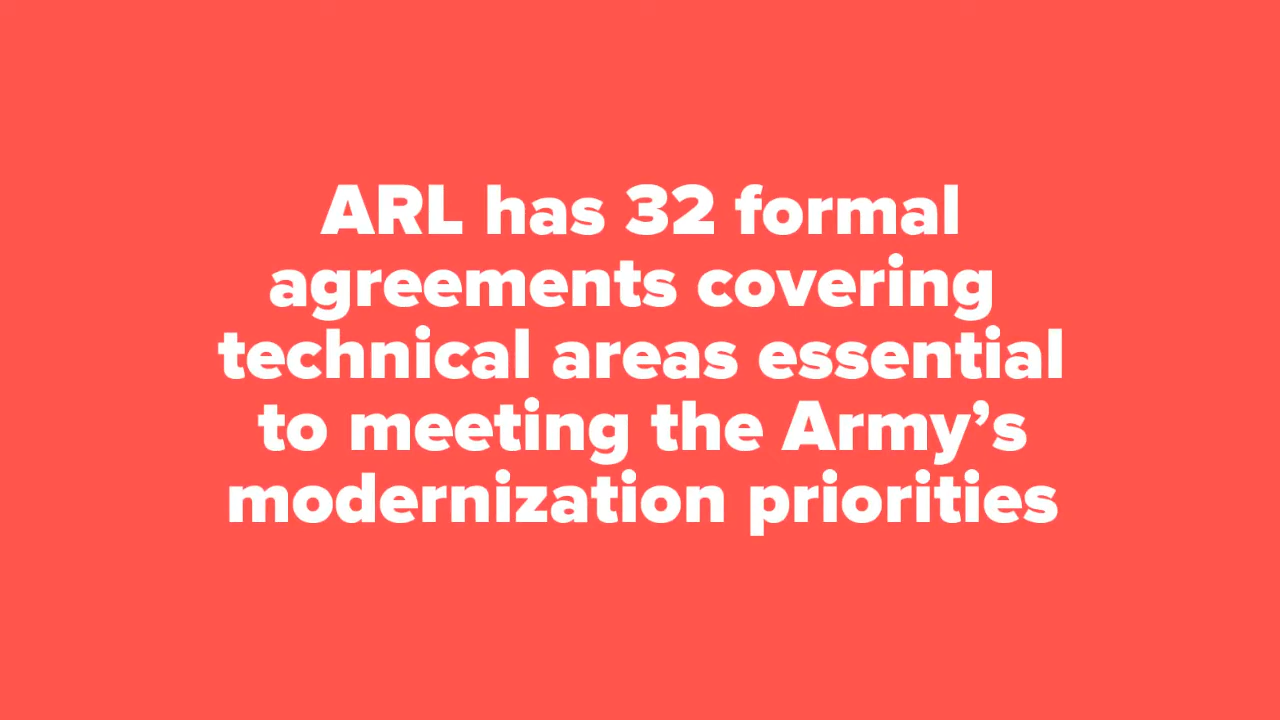 ARL has 32 formal
agreements covering
technical areas essential
to meeting the Army’s
modernization priorities